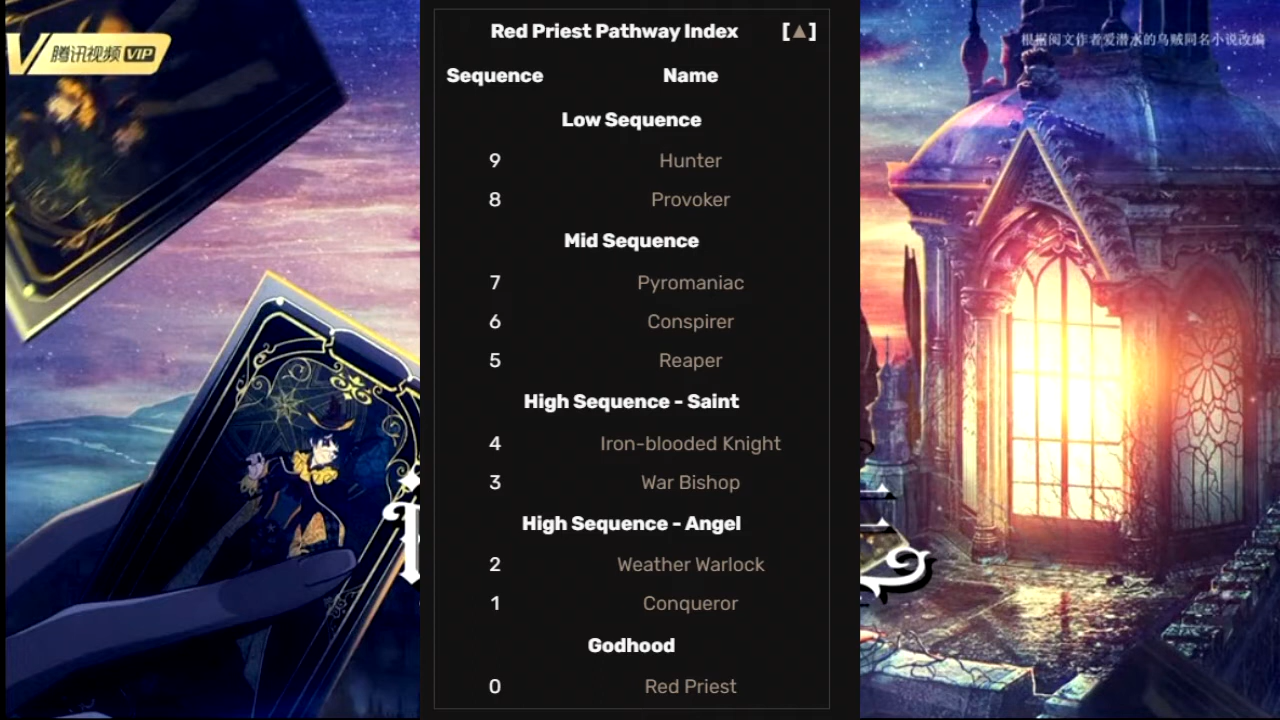 腾讯视频 VIP
根据阅文作者爱潜水的乌贼同名小说改编
Red Priest Pathway Index [▲]
Sequence Name
Low Sequence
9 Hunter
8 Provoker
Mid Sequence
7 Pyromaniac
6 Conspirer
5 Reaper
High Sequence - Saint
4 Iron-blooded Knight
3 War Bishop
High Sequence - Angel
2 Weather Warlock
1 Conqueror
Godhood
0 Red Priest